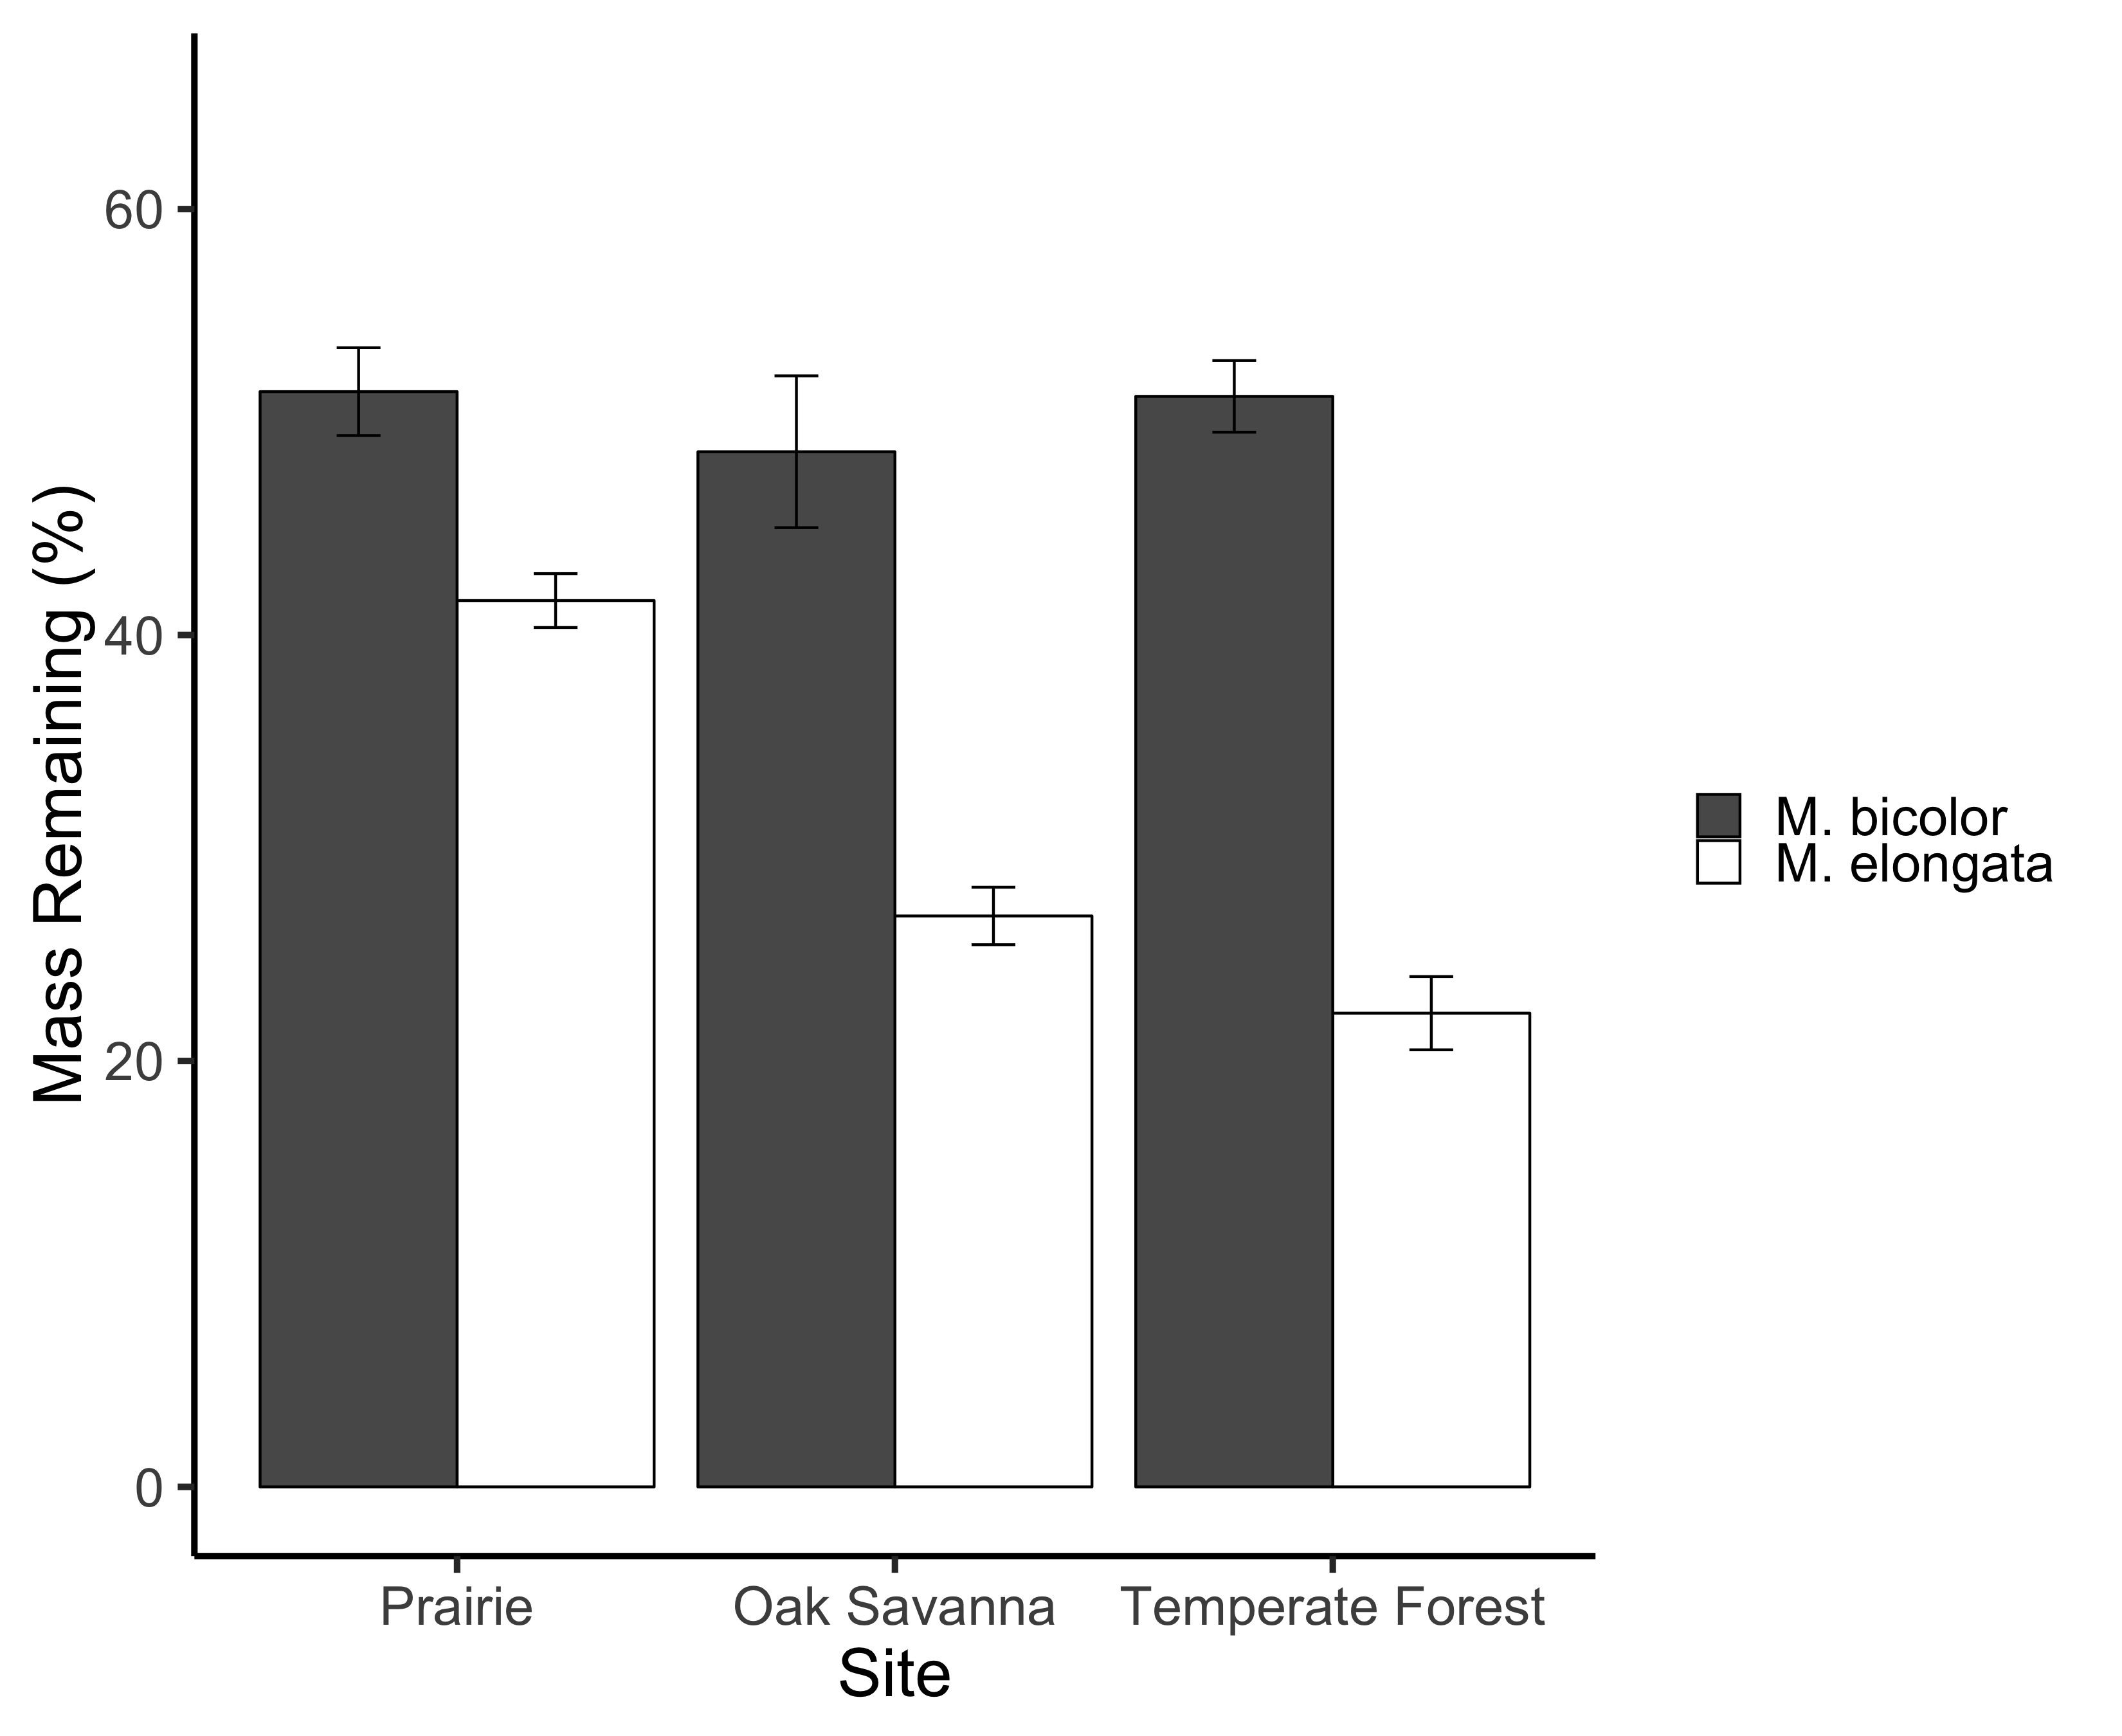 Mass Remaining (%)
60
40
20
0
Prairie
Oak Savanna
Temperate Forest
Site
M. bicolor
M. elongata